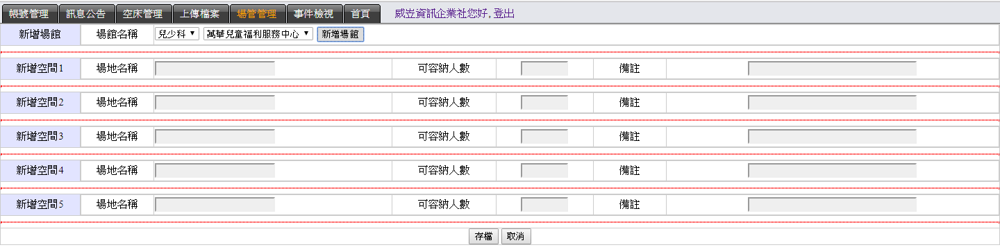 帳號管理 訊息公告 空床管理 上傳檔案 場管管理 事件檢視 首頁 威岦資訊企業社您好, 登出
新增場館 場館名稱 兒少科 萬華兒童福利服務中心 新增場館
新增空間1 場地名稱 可容納人數 備註
新增空間2 場地名稱 可容納人數 備註
新增空間3 場地名稱 可容納人數 備註
新增空間4 場地名稱 可容納人數 備註
新增空間5 場地名稱 可容納人數 備註
存檔 取消